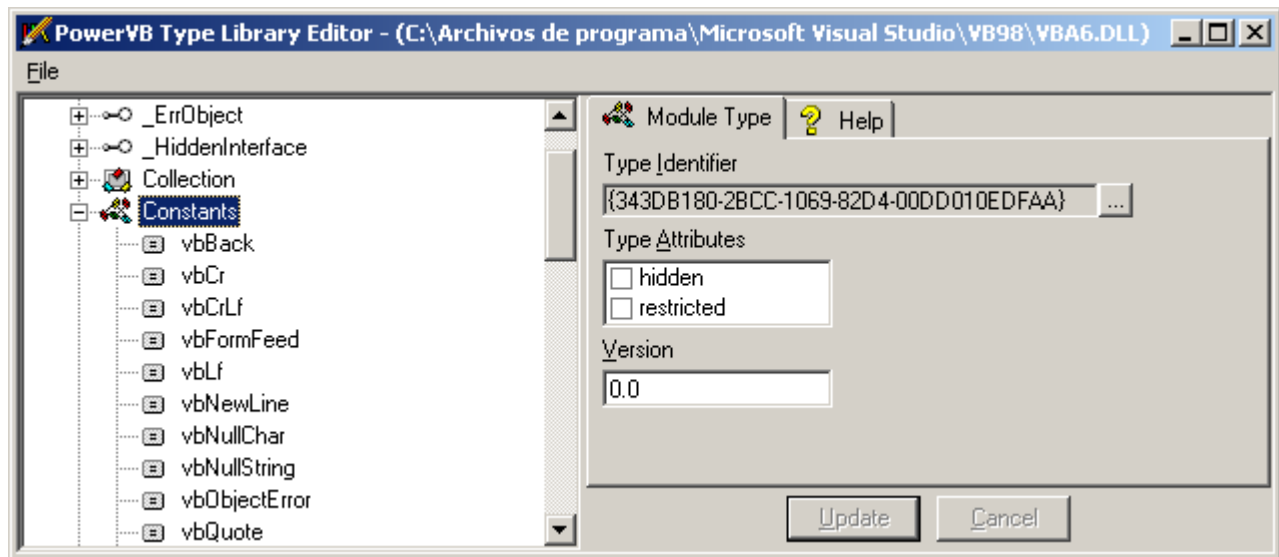 PowerVB Type Library Editor - (C:\Archivos de programa\Microsoft Visual Studio\VB98\VBA6.DLL)
File
_ErrObject
_HiddenInterface
Collection
Constants
vbBack
vbCr
vbCrLf
vbFormFeed
vbLf
vbNewLine
vbNullChar
vbNullString
vbObjectError
vbQuote
Module Type
Help
Type Identifier
{343DB180-2BCC-1069-82D4-00DD010EDFAA}
...
Type Attributes
hidden
restricted
Version
0.0
Update
Cancel